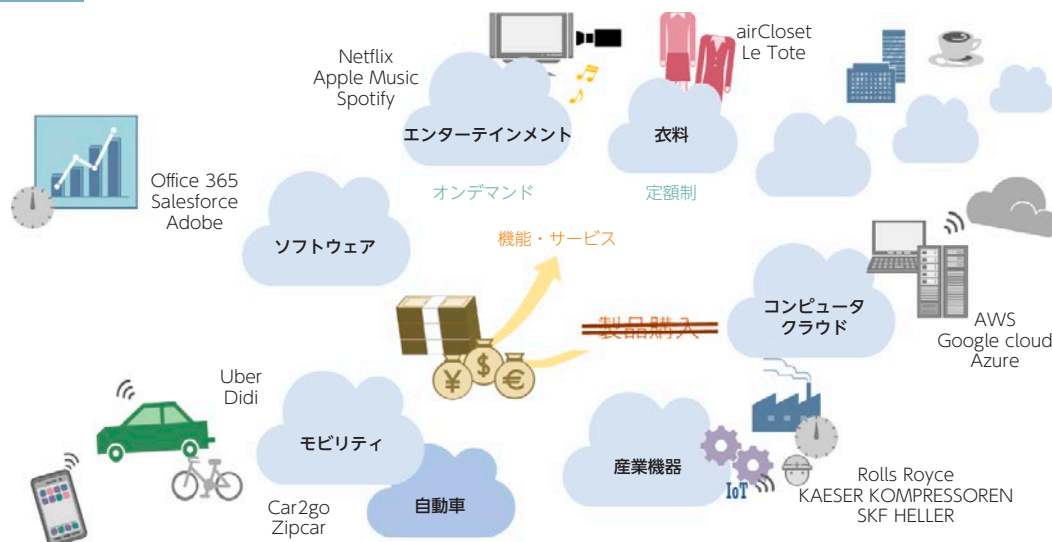 Netflix
Apple Music
Spotify
airCloset
Le Tote
エンターテインメント
衣料
オンデマンド
定額制
Office 365
Salesforce
Adobe
ソフトウェア
機能・サービス
製品購入
コンピュータ
クラウド
AWS
Google cloud
Azure
¥
$
€
Uber
Didi
モビリティ
自動車
Car2go
Zipcar
産業機器
IoT
Rolls Royce
KAESER KOMPRESSOREN
SKF HELLER